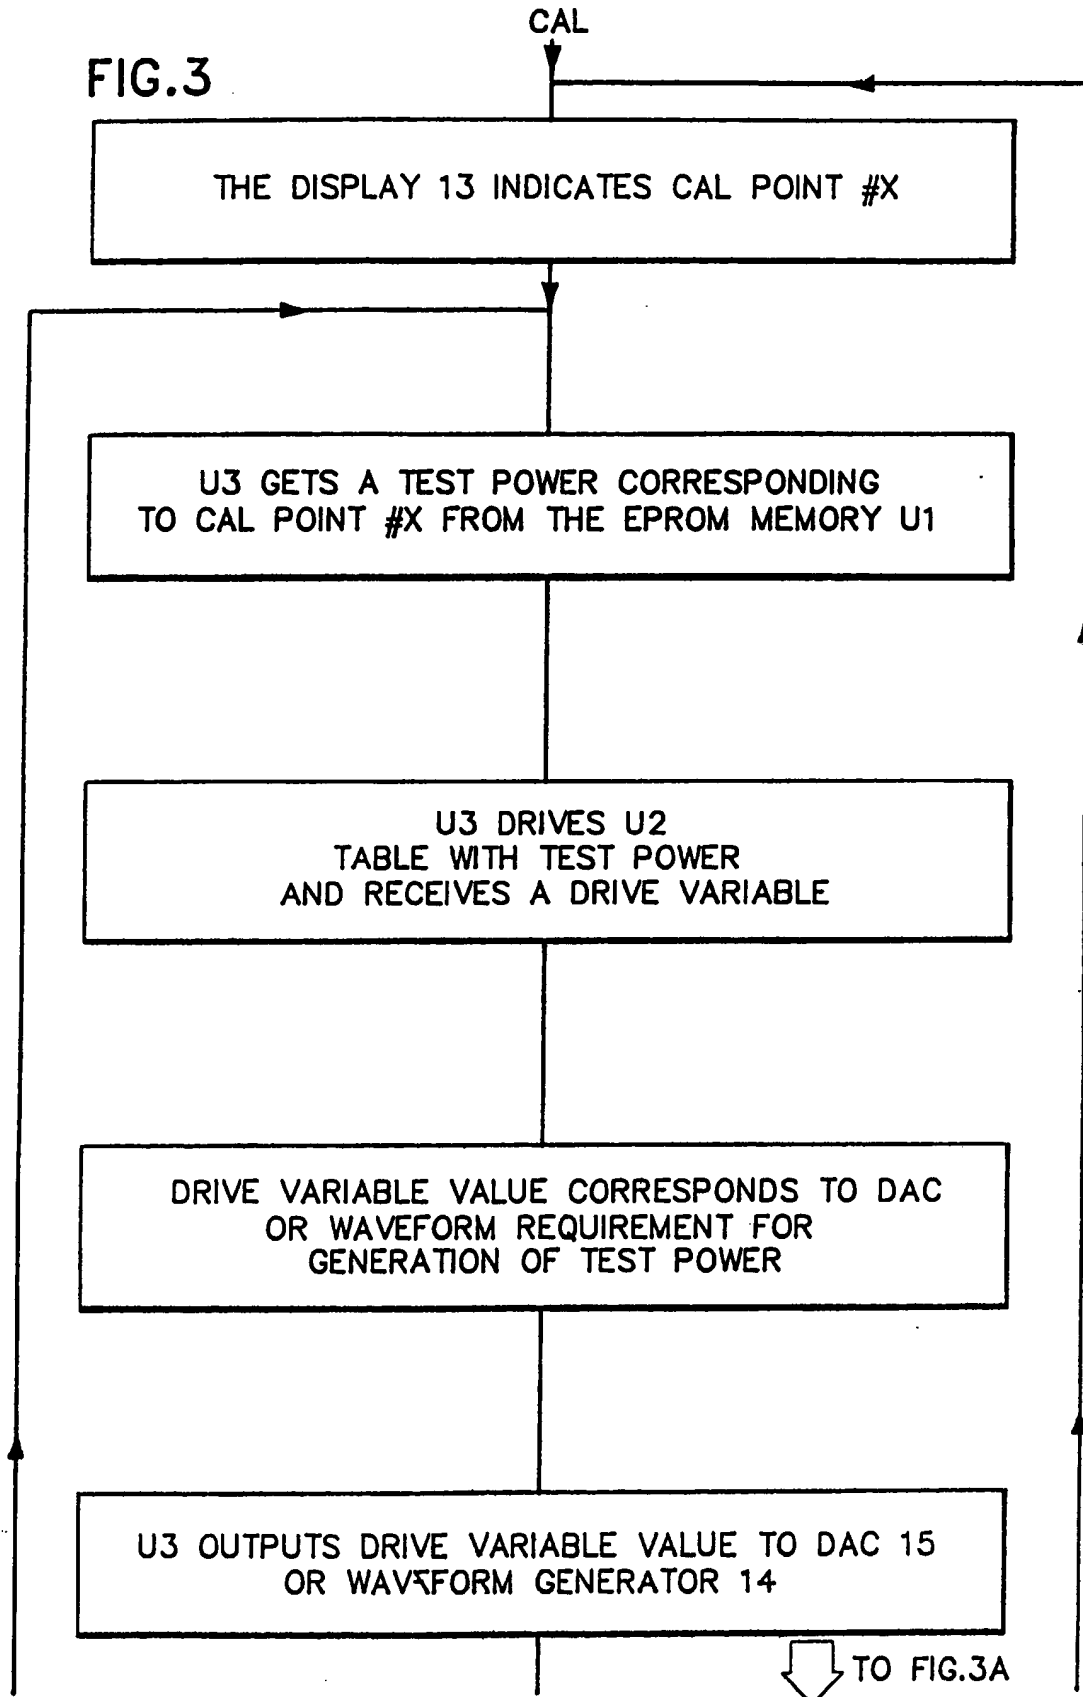 CAL
FIG.3
THE DISPLAY 13 INDICATES CAL POINT #X
U3 GETS A TEST POWER CORRESPONDING
TO CAL POINT #X FROM THE EPROM MEMORY U1
U3 DRIVES U2
TABLE WITH TEST POWER
AND RECEIVES A DRIVE VARIABLE
DRIVE VARIABLE VALUE CORRESPONDS TO DAC
OR WAVEFORM REQUIREMENT FOR
GENERATION OF TEST POWER
U3 OUTPUTS DRIVE VARIABLE VALUE TO DAC 15
OR WAVEFORM GENERATOR 14
TO FIG.3A